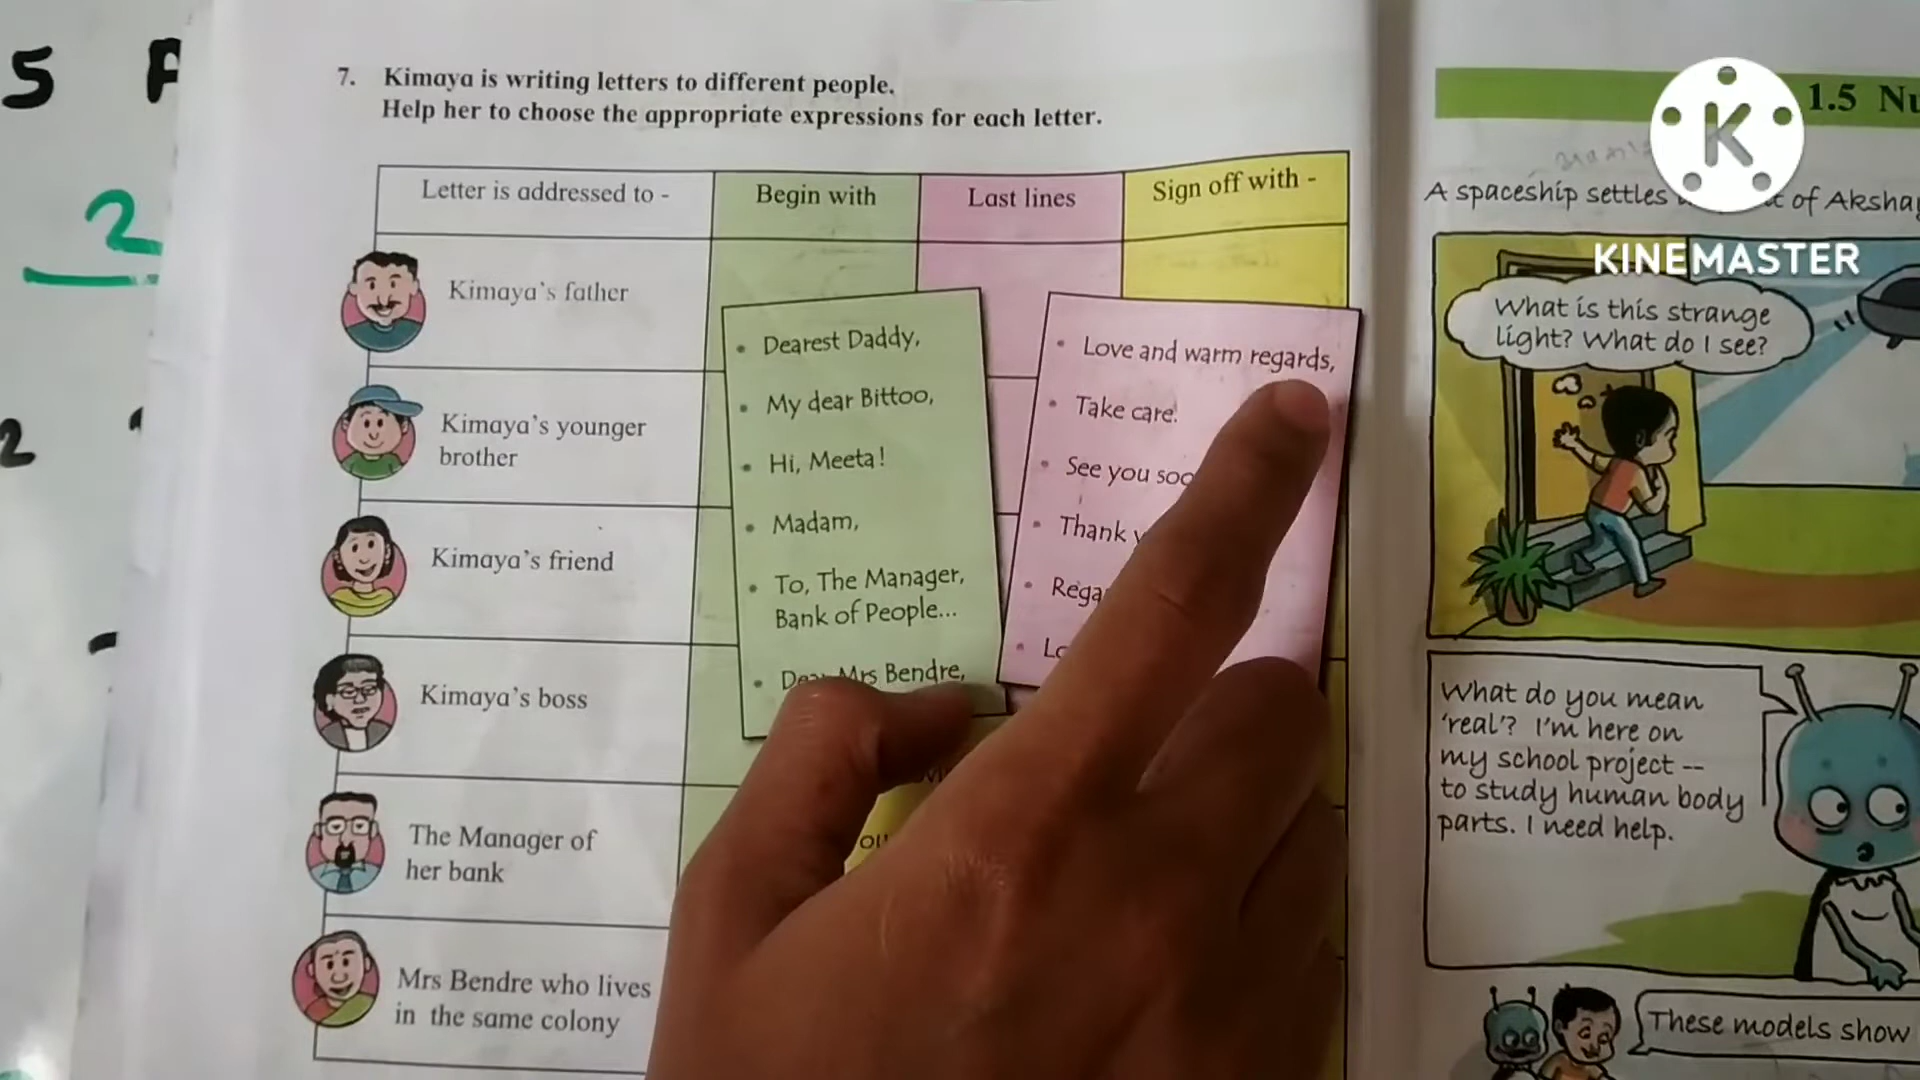 5
2
2
7. Kimaya is writing letters to different people.
Help her to choose the appropriate expressions for each letter.
Letter is addressed to -
Begin with
Last lines
Sign off with -
Kimaya's father
Kimaya's younger
brother
Kimaya's friend
Kimaya's boss
The Manager of
her bank
Mrs Bendre who lives
in the same colony
• Dearest Daddy,
• My dear Bittoo,
• Hi, Meeta!
• Madam,
• To, The Manager,
Bank of People...
• Mrs Bendre,
• Love and warm regards,
• Take care.
• See you
• Thank
1.5
A spaceship settles of
K
KINEMASTER
What is this strange
light? What do I see?
What do you mean
'real'? I'm here on
my school project --
to study human body
parts. I need help.
These models show